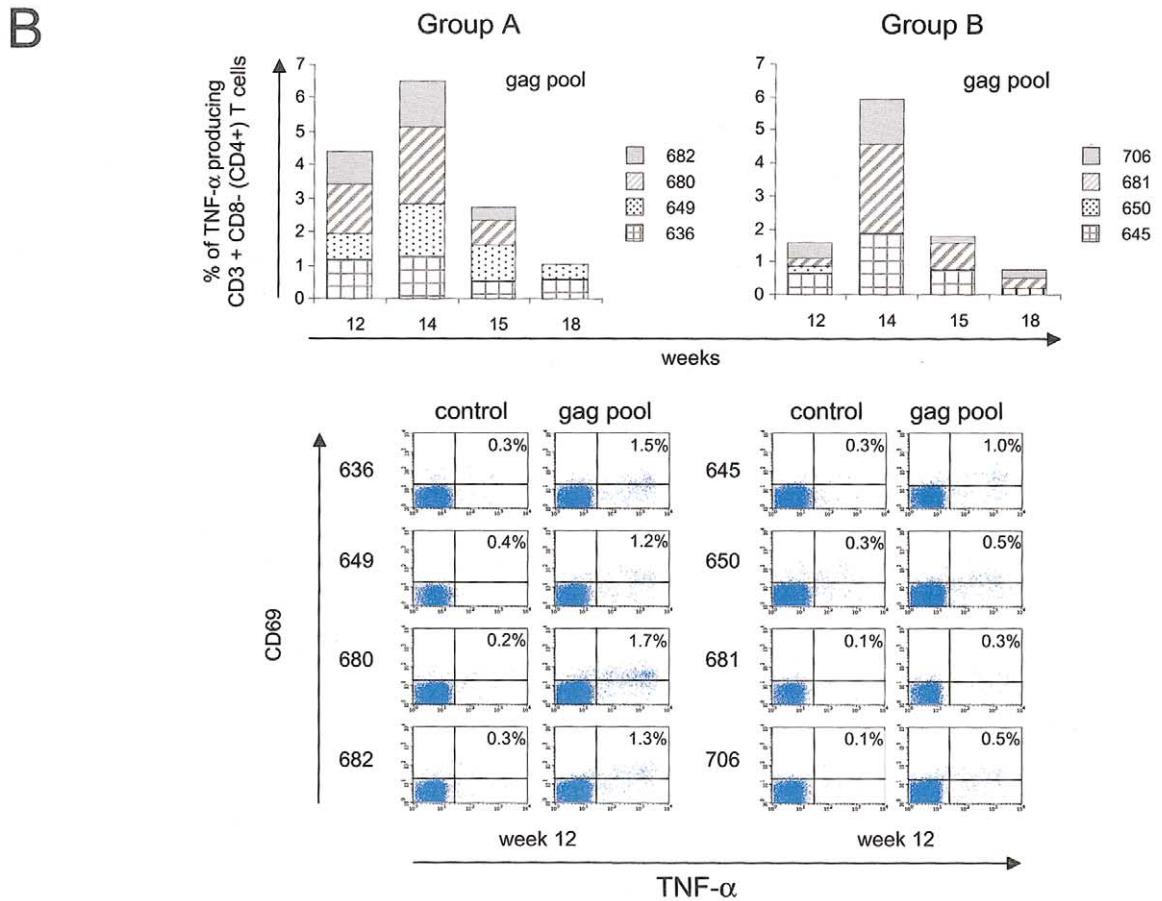 B
Group A
Group B
% of TNF-α producing
CD3 + CD8- (CD4+) T cells
7
6
5
4
3
2
1
0
gag pool
682
680
649
636
12 14 15 18
7
6
5
4
3
2
1
0
gag pool
706
681
650
645
12 14 15 18
weeks
control gag pool control gag pool
636 0.3% 1.5% 645 0.3% 1.0%
649 0.4% 1.2% 650 0.3% 0.5%
680 0.2% 1.7% 681 0.1% 0.3%
682 0.3% 1.3% 706 0.1% 0.5%
CD69
week 12 week 12
TNF-α